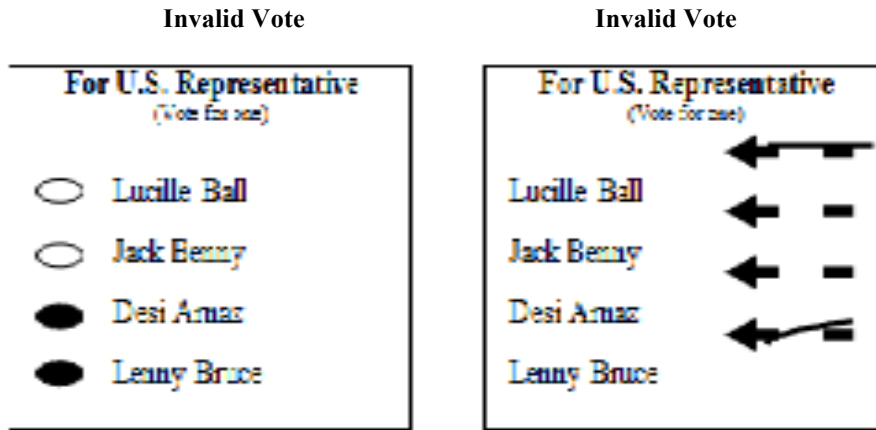 Invalid Vote
For U.S. Representative
(Vote for one)
Lucille Ball
Jack Benny
Desi Arnaz
Lenny Bruce
Invalid Vote
For U.S. Representative
(Vote for one)
Lucille Ball
Jack Benny
Desi Arnaz
Lenny Bruce